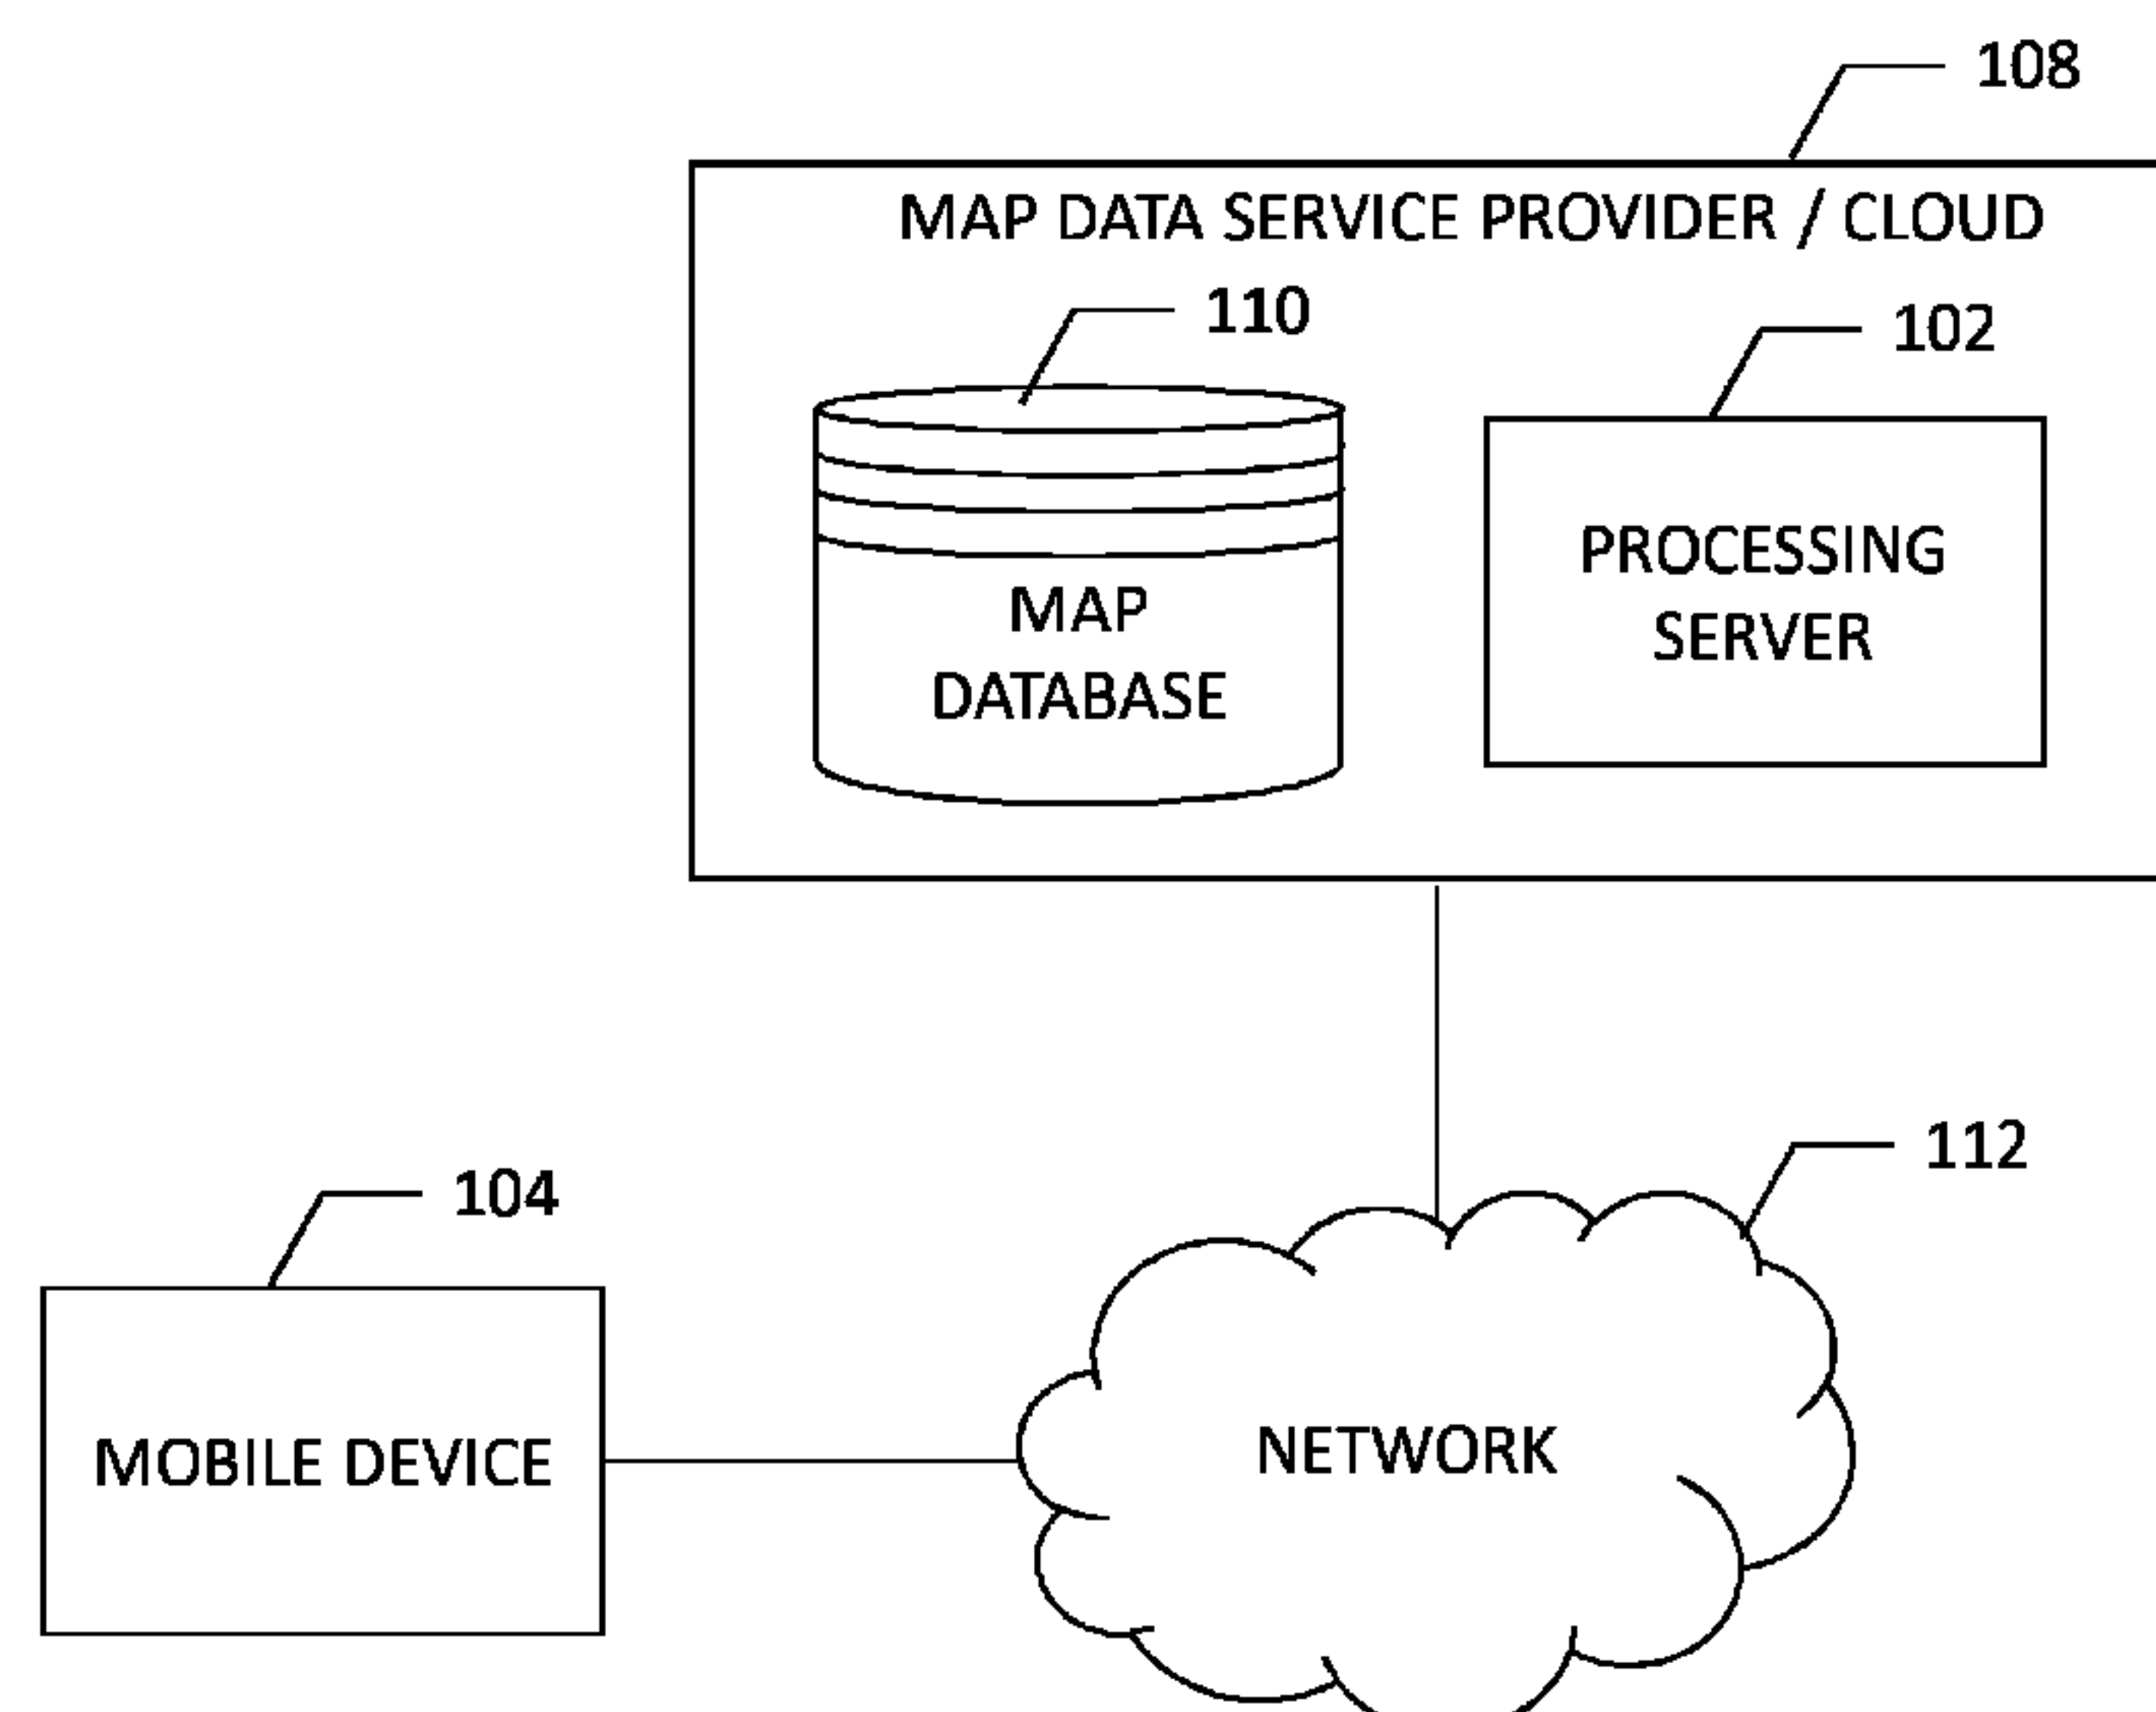 108
MAP DATA SERVICE PROVIDER / CLOUD
110
102
MAP
DATABASE
PROCESSING
SERVER
112
104
MOBILE DEVICE
NETWORK